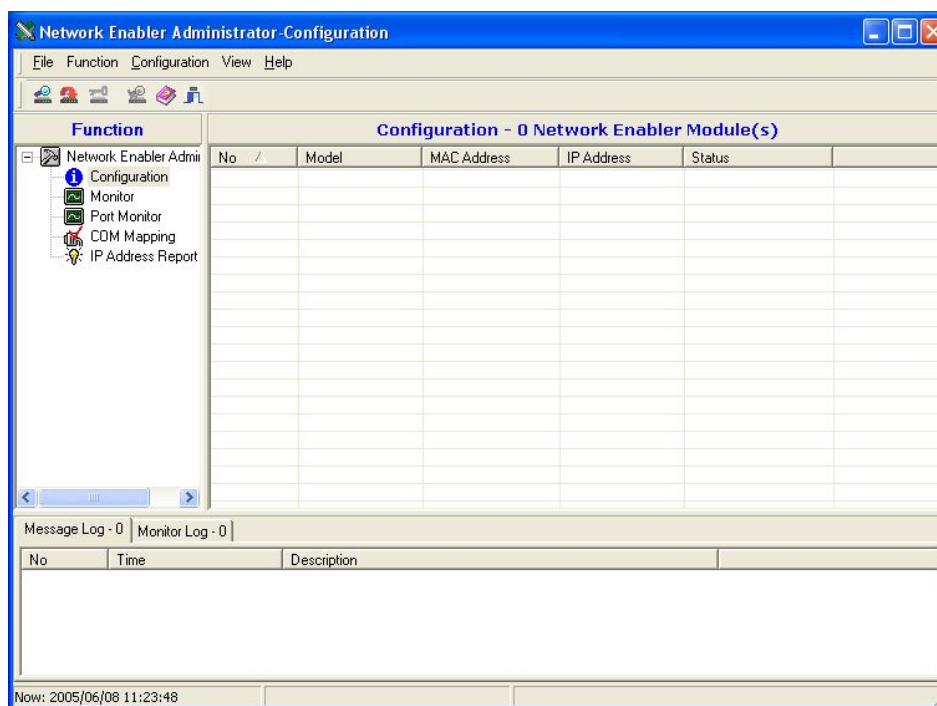 Network Enabler Administrator-Configuration
File Function Configuration View Help
Function
Configuration - 0 Network Enabler Module(s)
Network Enabler Admii
Configuration
Monitor
Port Monitor
COM Mapping
IP Address Report
No Model MAC Address IP Address Status
Message Log - 0 Monitor Log - 0
No Time Description
Now: 2005/06/08 11:23:48